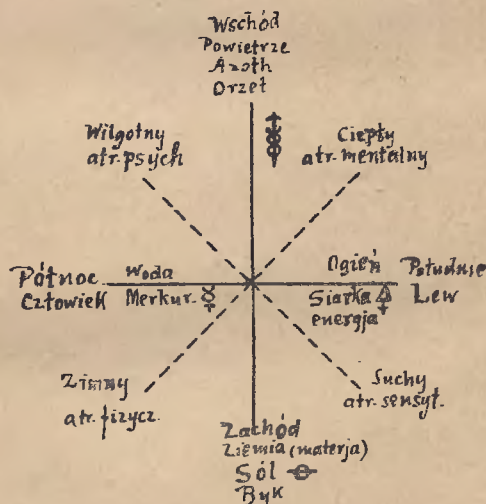 Wschód
Powietrze
Azoth
Orzeł
Wilgotny
atr. psych
Ciepły
atr. mentalny
Północ
Człowiek
Woda
Merkur. ☿
Ogień
Siarka 🜍
energja
Południe
Lew
Zimny
atr. fizycz.
Suchy
atr. sensyt.
Zachód
Ziemia (materja)
Sól
Byk